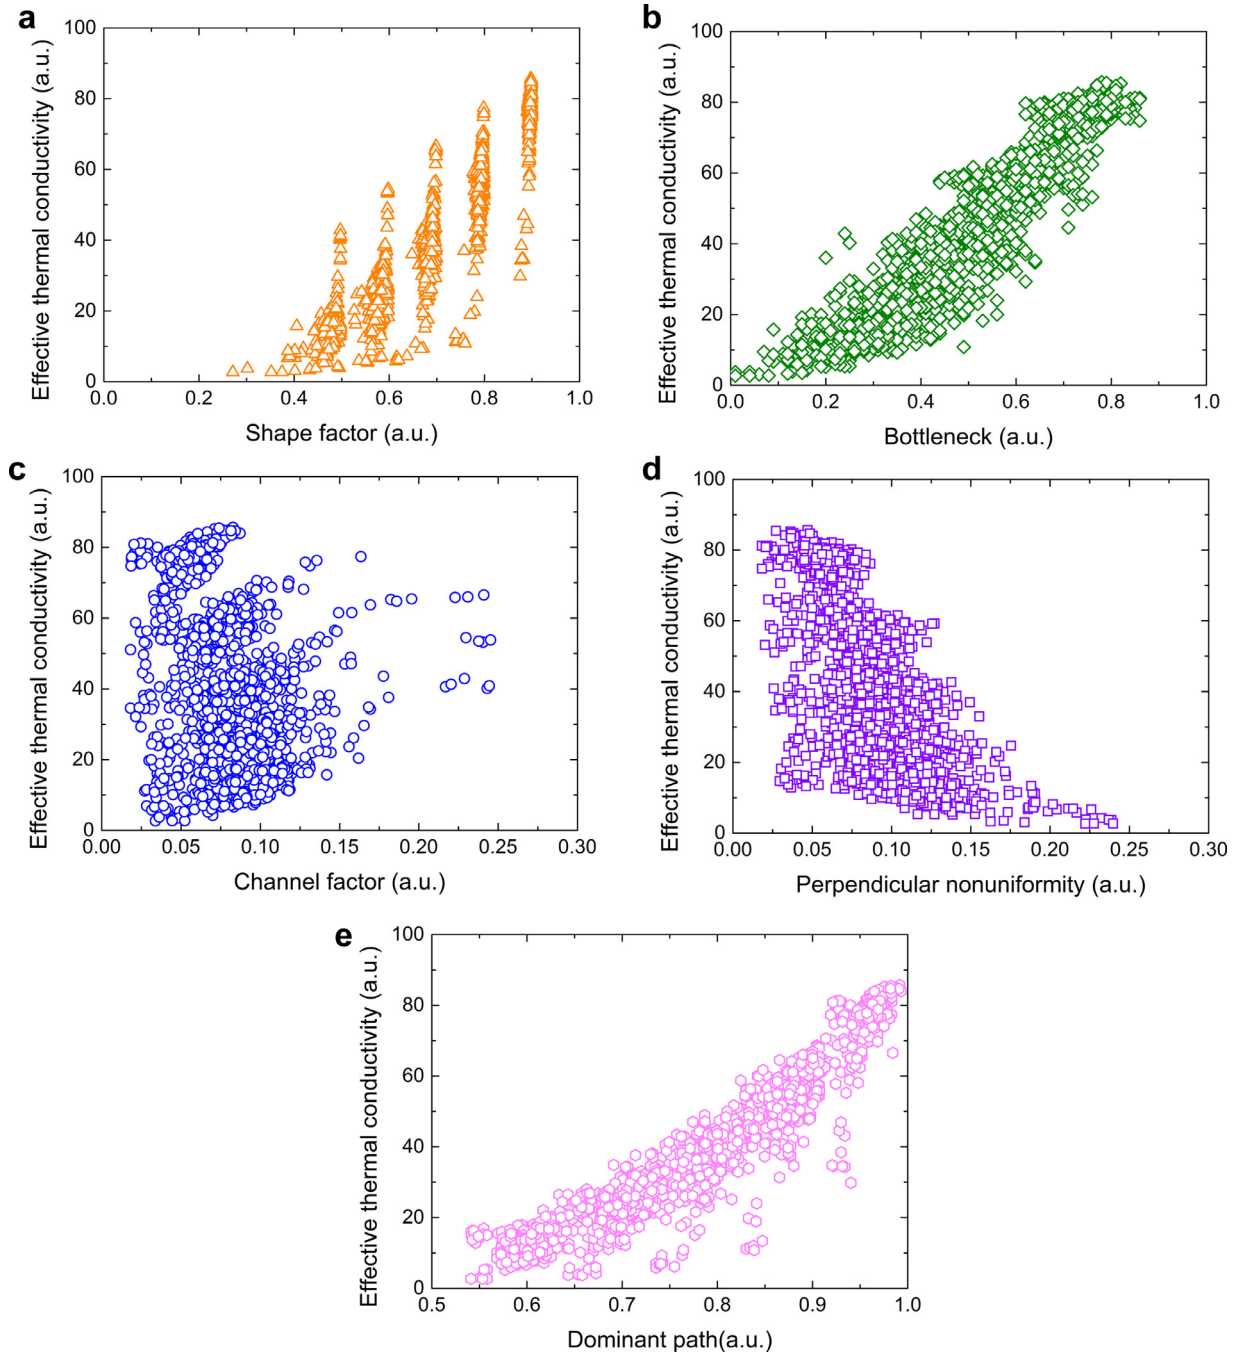 a
Effective thermal conductivity (a.u.)
100
80
60
40
20
0
0.0 0.2 0.4 0.6 0.8 1.0
Shape factor (a.u.)
b
Effective thermal conductivity (a.u.)
100
80
60
40
20
0
0.0 0.2 0.4 0.6 0.8 1.0
Bottleneck (a.u.)
c
Effective thermal conductivity (a.u.)
100
80
60
40
20
0
0.00 0.05 0.10 0.15 0.20 0.25 0.30
Channel factor (a.u.)
d
Effective thermal conductivity (a.u.)
100
80
60
40
20
0
0.00 0.05 0.10 0.15 0.20 0.25 0.30
Perpendicular nonuniformity (a.u.)
e
Effective thermal conductivity (a.u.)
100
80
60
40
20
0
0.5 0.6 0.7 0.8 0.9 1.0
Dominant path(a.u.)